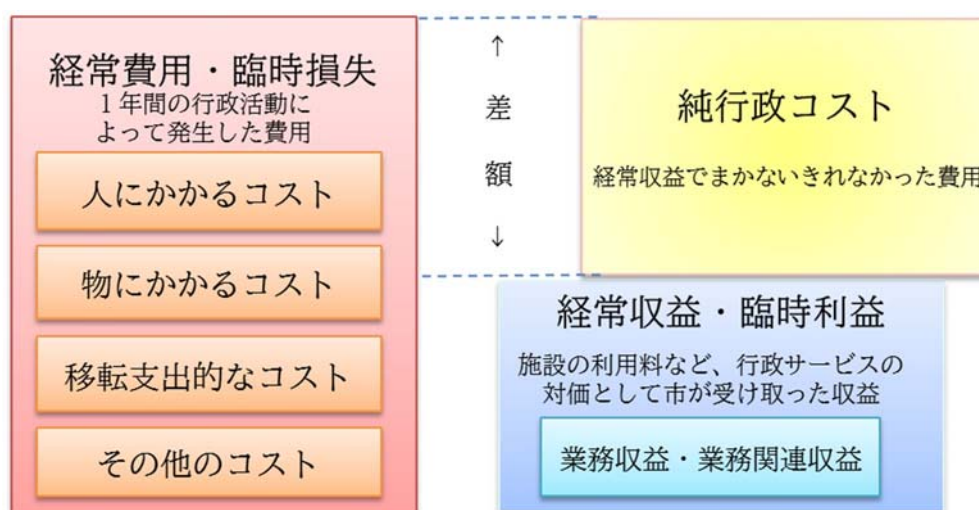 経常費用・臨時損失
１年間の行政活動に
よって発生した費用
人にかかるコスト
物にかかるコスト
移転支出的なコスト
その他のコスト
↑
差
額
↓
純行政コスト
経常収益でまかないきれなかった費用
経常収益・臨時利益
施設の利用料など、行政サービスの
対価として市が受け取った収益
業務収益・業務関連収益